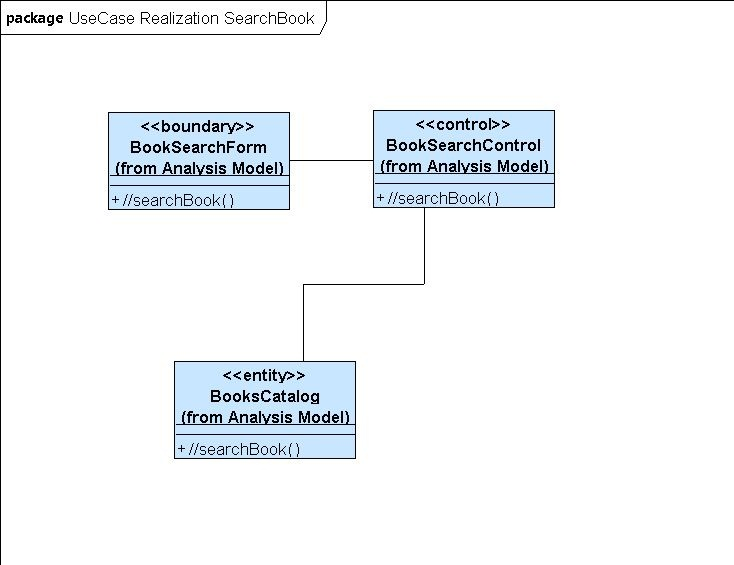 package UseCase Realization SearchBook
<<boundary>>
BookSearchForm
(from Analysis Model)
+ //searchBook()
<<control>>
BookSearchControl
(from Analysis Model)
+ //searchBook()
<<entity>>
BooksCatalog
(from Analysis Model)
+ //searchBook()